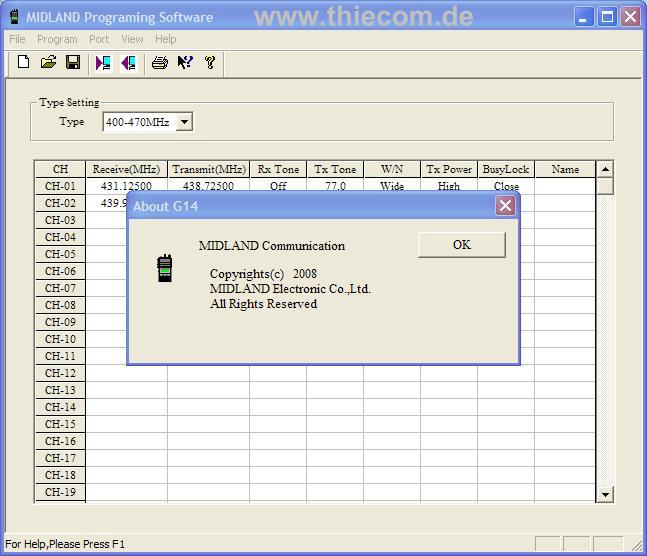 MIDLAND Programing Software
www.thiecom.de
File Program Port View Help
Type Setting
Type 400-470MHz
CH Receive(MHz) Transmit(MHz) Rx Tone Tx Tone W/N Tx Power BusyLock Name
CH-01 431.12500 438.72500 Off 77.0 Wide High Close
CH-02
CH-03
CH-04
CH-05
CH-06
CH-07
CH-08
CH-09
CH-10
CH-11
CH-12
CH-13
CH-14
CH-15
CH-16
CH-17
CH-18
CH-19
About G14
MIDLAND Communication
OK
Copyrights(c) 2008
MIDLAND Electronic Co.,Ltd.
All Rights Reserved
For Help,Please Press F1